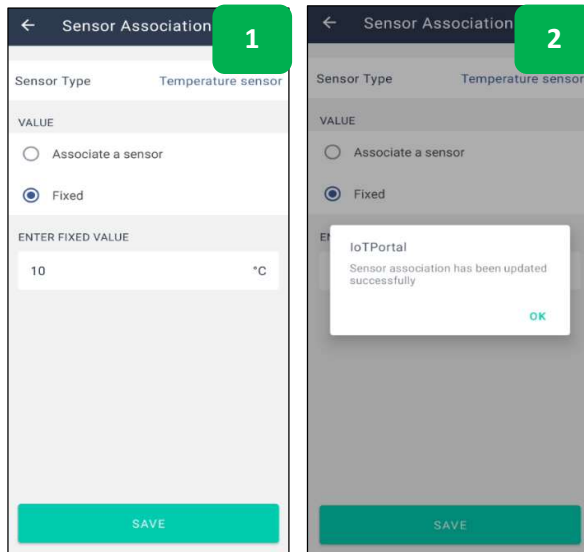 Sensor Association
1
Sensor Type Temperature sensor
VALUE
Associate a sensor
Fixed
ENTER FIXED VALUE
10 °C
SAVE
Sensor Association
2
Sensor Type Temperature sensor
VALUE
Associate a sensor
Fixed
IoTPortal
Sensor association has been updated
successfully
OK
SAVE